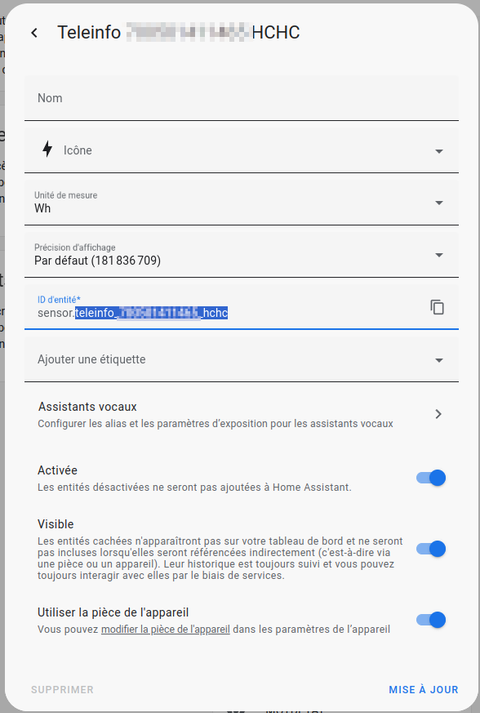 Teleinfo HCHC
Nom
Icône
Unité de mesure
Wh
Précision d'affichage
Par défaut (181 836 709)
ID d'entité*
sensor.teleinfo_ _hchc
Ajouter une étiquette
Assistants vocaux
Configurer les alias et les paramètres d'exposition pour les assistants vocaux
Activée
Les entités désactivées ne seront pas ajoutées à Home Assistant.
Visible
Les entités cachées n'apparaîtront pas sur votre tableau de bord et ne seront
pas incluses lorsqu'elles seront référencées indirectement (c'est-à-dire via
une pièce ou un appareil). Leur historique est toujours suivi et vous pouvez
toujours interagir avec elles par le biais de services.
Utiliser la pièce de l'appareil
Vous pouvez modifier la pièce de l'appareil dans les paramètres de l'appareil
SUPPRIMER
MISE À JOUR